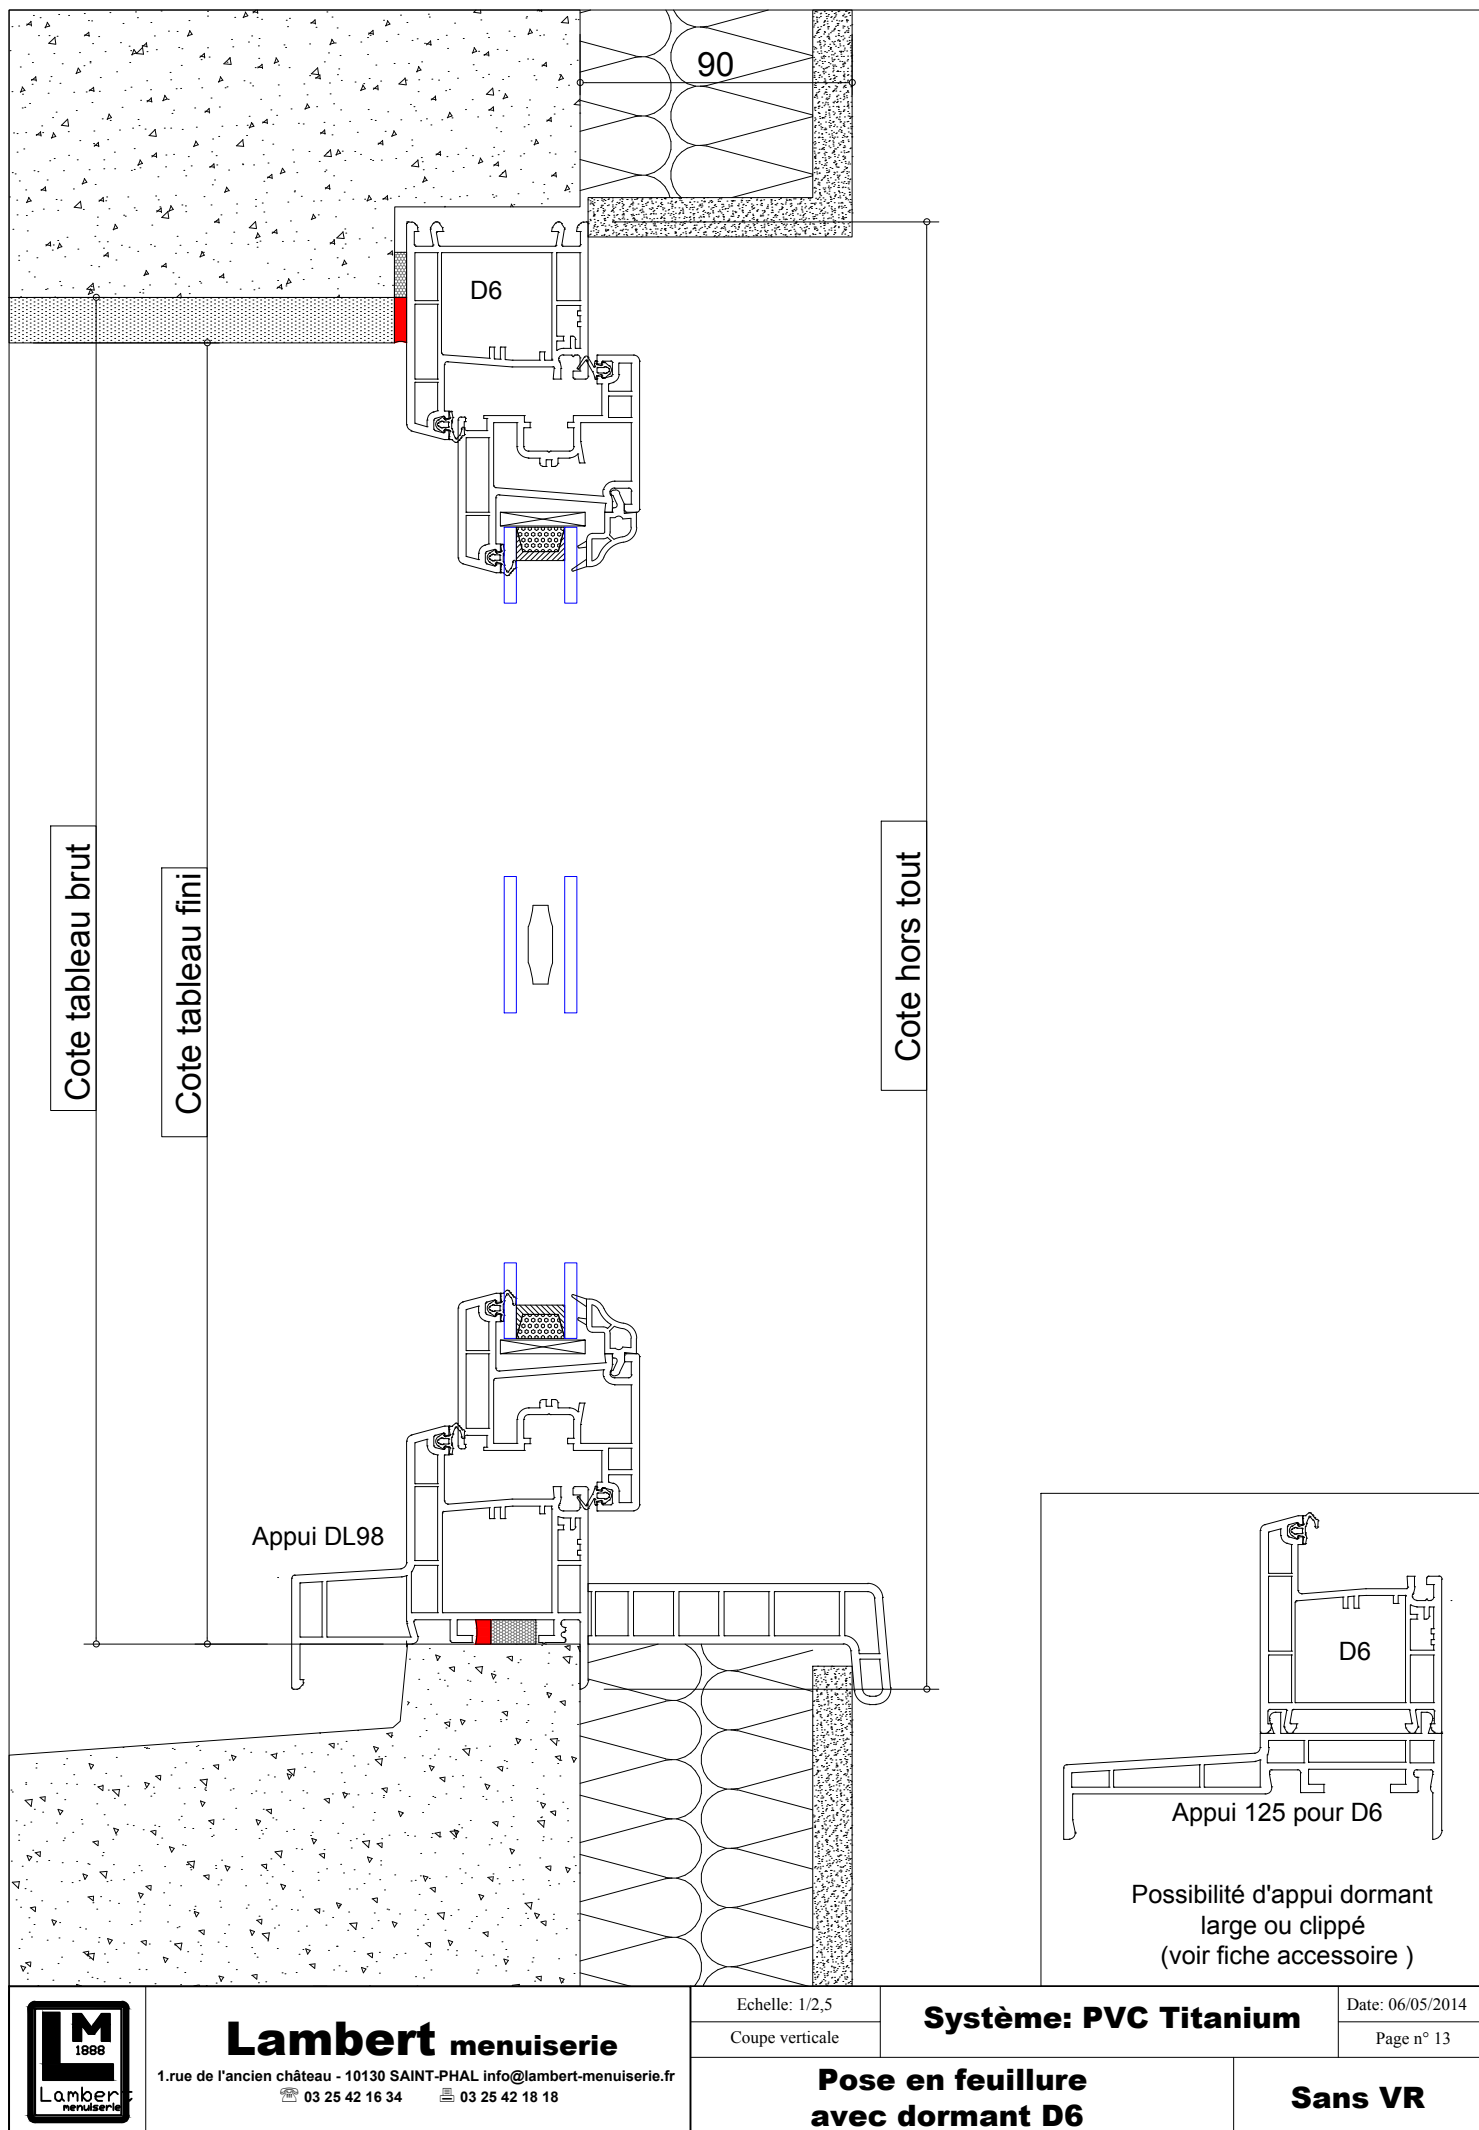 90
D6
Cote tableau brut
Cote tableau fini
Cote hors tout
Appui DL98
D6
Appui 125 pour D6
Possibilité d'appui dormant
large ou clippé
(voir fiche accessoire )
LM
1888
Lambert
menuiserie
Lambert menuiserie
1.rue de l'ancien château - 10130 SAINT-PHAL info@lambert-menuiserie.fr
03 25 42 16 34 03 25 42 18 18
Echelle: 1/2,5
Coupe verticale
Système: PVC Titanium
Date: 06/05/2014
Page n° 13
Pose en feuillure
avec dormant D6
Sans VR